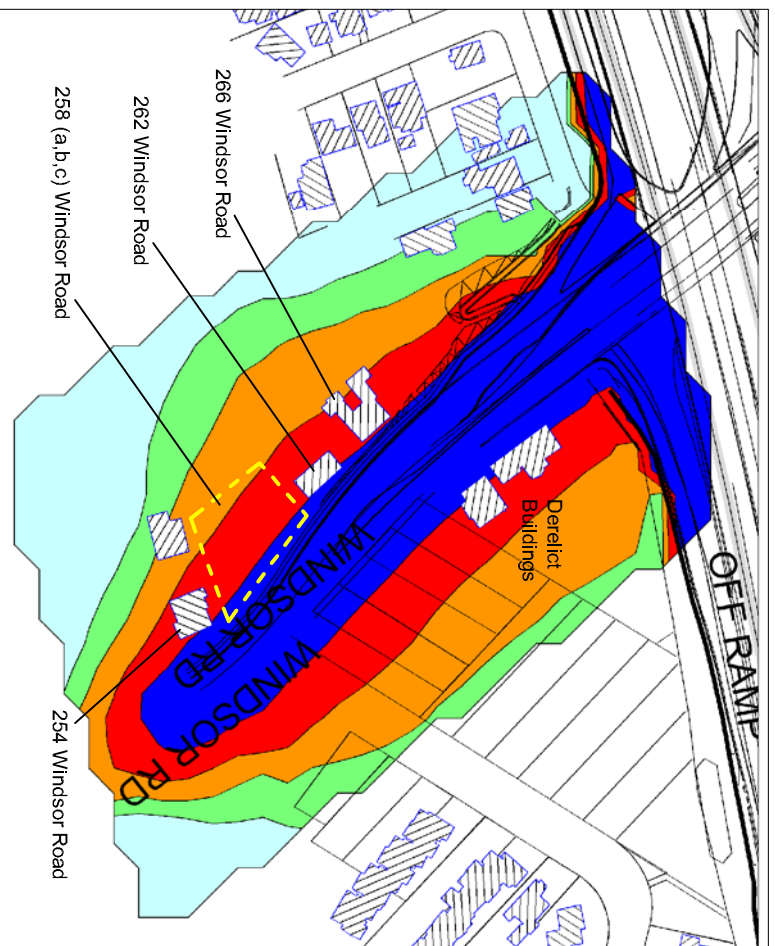 266 Windsor Road
262 Windsor Road
258 (a,b,c) Windsor Road
Derelict
Buildings
OFF RAMP
WINDSOR RD
WINDSOR RD
254 Windsor Road